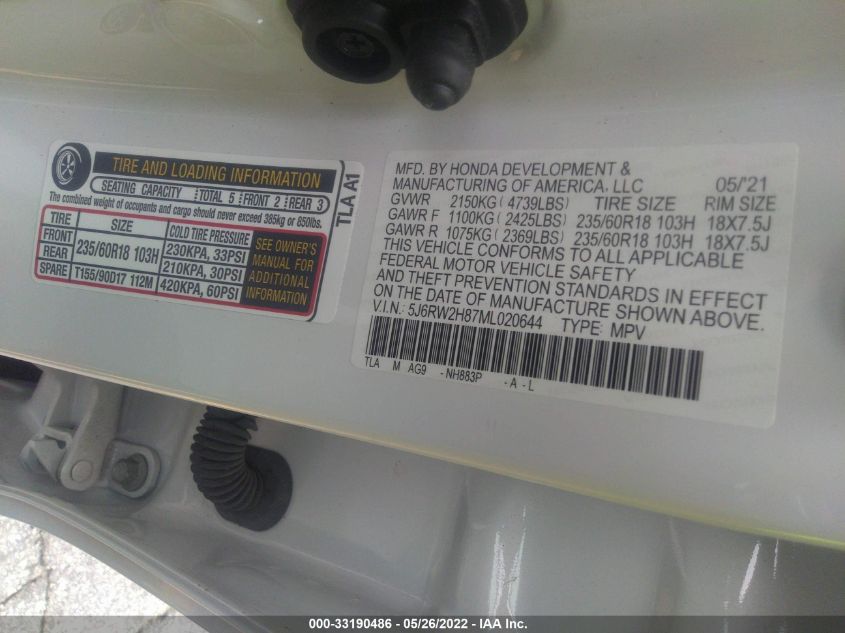 TIRE AND LOADING INFORMATION
SEATING CAPACITY TOTAL 5 FRONT 2 REAR 3
The combined weight of occupants and cargo should never exceed 385kg or 850lbs.
TIRE SIZE COLD TIRE PRESSURE
FRONT 235/60R18 103H 230KPA, 33PSI
REAR 210KPA, 30PSI
SPARE T155/90D17 112M 420KPA, 60PSI
SEE OWNER'S
MANUAL FOR
ADDITIONAL
INFORMATION
TLA A1
MFD. BY HONDA DEVELOPMENT &
MANUFACTURING OF AMERICA, LLC 05/'21
GVWR 2150KG ( 4739LBS) TIRE SIZE RIM SIZE
GAWR F 1100KG ( 2425LBS) 235/60R18 103H 18X7.5J
GAWR R 1075KG ( 2369LBS) 235/60R18 103H 18X7.5J
THIS VEHICLE CONFORMS TO ALL APPLICABLE
FEDERAL MOTOR VEHICLE SAFETY
AND THEFT PREVENTION STANDARDS IN EFFECT
ON THE DATE OF MANUFACTURE SHOWN ABOVE.
V.I.N.: 5J6RW2H87ML020644 TYPE: MPV
TLA M AG9 - NH883P - A - L
000-33190486 - 05/26/2022 - IAA Inc.